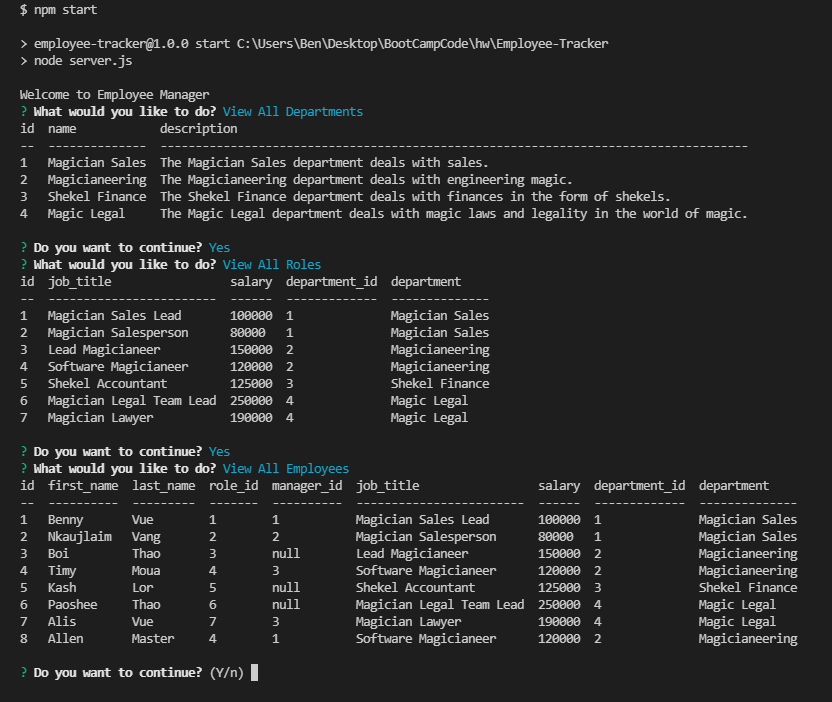 $ npm start
> employee-tracker@1.0.0 start C:\Users\Ben\Desktop\BootCampCode\hw\Employee-Tracker
> node server.js
Welcome to Employee Manager
? What would you like to do? View All Departments
id  name            description
--  --------------  ------------------------------------------------------------------------------------
1   Magician Sales  The Magician Sales department deals with sales.
2   Magicianeering  The Magicianeering department deals with engineering magic.
3   Shekel Finance  The Shekel Finance department deals with finances in the form of shekels.
4   Magic Legal     The Magic Legal department deals with magic laws and legality in the world of magic.
? Do you want to continue? Yes
? What would you like to do? View All Roles
id  job_title                 salary  department_id  department
--  ------------------------  ------  -------------  --------------
1   Magician Sales Lead       100000  1              Magician Sales
2   Magician Salesperson      80000   1              Magician Sales
3   Lead Magicianeer          150000  2              Magicianeering
4   Software Magicianeer      120000  2              Magicianeering
5   Shekel Accountant         125000  3              Shekel Finance
6   Magician Legal Team Lead  250000  4              Magic Legal
7   Magician Lawyer           190000  4              Magic Legal
? Do you want to continue? Yes
? What would you like to do? View All Employees
id  first_name  last_name  role_id  manager_id  job_title                 salary  department_id  department
--  ----------  ---------  -------  ----------  ------------------------  ------  -------------  --------------
1   Benny       Vue        1        1           Magician Sales Lead       100000  1              Magician Sales
2   Nkaujlaim   Vang       2        2           Magician Salesperson      80000   1              Magician Sales
3   Boi         Thao       3        null        Lead Magicianeer          150000  2              Magicianeering
4   Timy        Moua       4        3           Software Magicianeer      120000  2              Magicianeering
5   Kash        Lor        5        null        Shekel Accountant         125000  3              Shekel Finance
6   Paoshee     Thao       6        null        Magician Legal Team Lead  250000  4              Magic Legal
7   Alis        Vue        7        3           Magician Lawyer           190000  4              Magic Legal
8   Allen       Master     4        1           Software Magicianeer      120000  2              Magicianeering
? Do you want to continue? (Y/n)